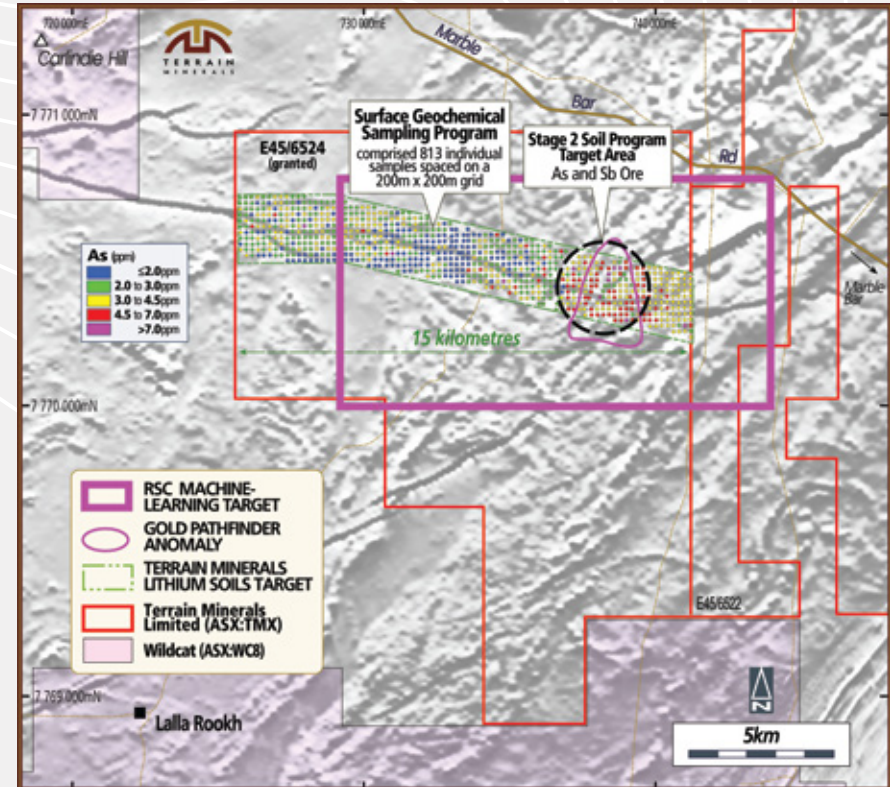 720 000mE
730 000mE
740 000mE
Carlindie Hill
TERRAIN
MINERALS
Marble
Bar
Rd
7 771 000mN
Surface Geochemical
Sampling Program
comprised 813 individual
samples spaced on a
200m x 200m grid
E45/6524
(granted)
Stage 2 Soil Program
Target Area
As and Sb Ore
As (ppm)
≤2.0ppm
2.0 to 3.0ppm
3.0 to 4.5ppm
4.5 to 7.0ppm
>7.0ppm
Marble
Bar
15 kilometres
7 770 000mN
RSC MACHINE-
LEARNING TARGET
GOLD PATHFINDER
ANOMALY
TERRAIN MINERALS
LITHIUM SOILS TARGET
Terrain Minerals
Limited (ASX:TMX)
Wildcat (ASX:WC8)
E45/6522
7 769 000mN
Lalla Rookh
N
5km